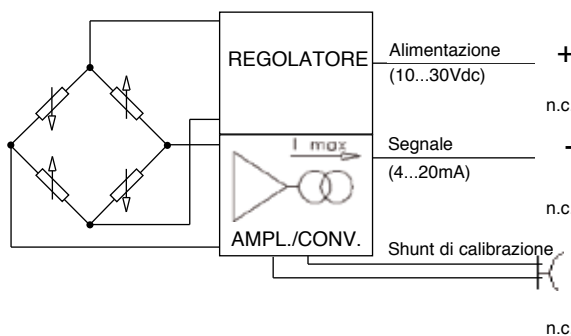 REGOLATORE
Alimentazione
(10...30Vdc)
+
n.c
I max
Segnale
(4...20mA)
-
n.c
AMPL./CONV.
Shunt di calibrazione
n.c